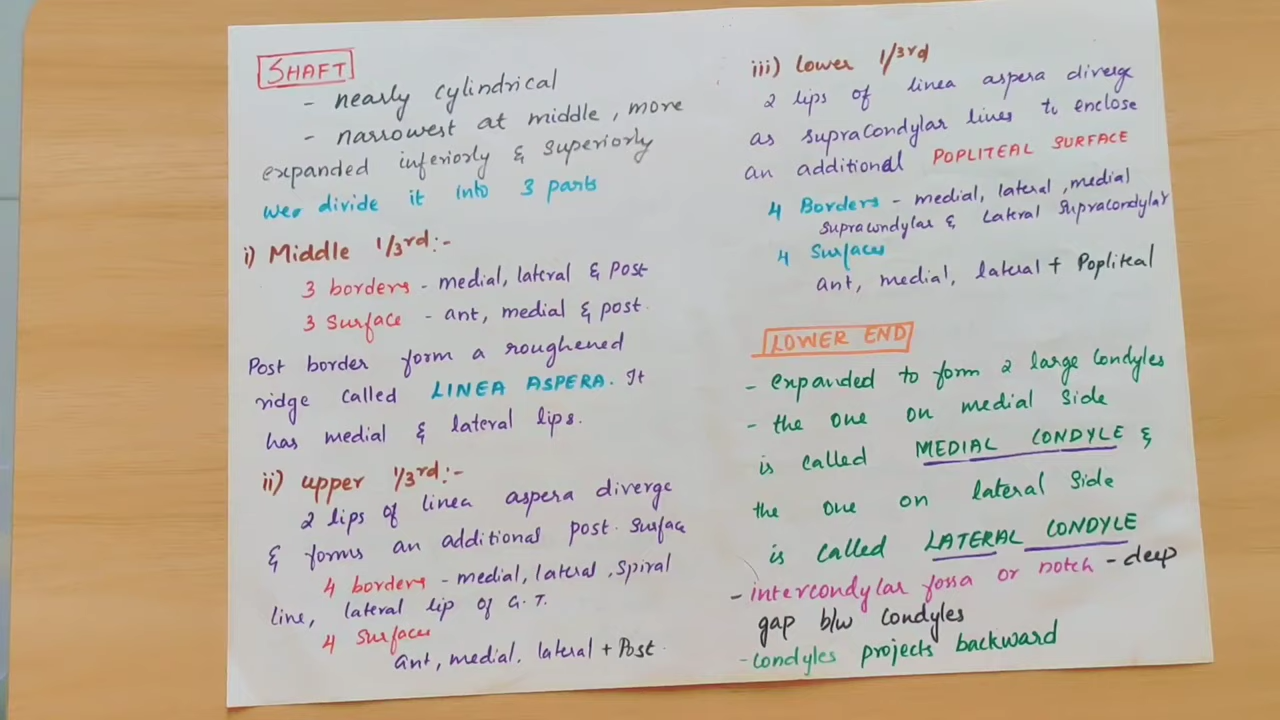 SHAFT
- nearly cylindrical
- narrowest at middle, more
expanded inferiorly & superiorly
we divide it into 3 parts
i) Middle 1/3rd:-
3 borders - medial, lateral & Post
3 surface - ant, medial & post.
Post border form a roughened
ridge called LINEA ASPERA. It
has medial & lateral lips.
ii) upper 1/3rd:-
2 lips of linea aspera diverge
& forms an additional post. surface
4 borders - medial, lateral, spiral
line, lateral lip of G.T.
4 surfaces
ant, medial, lateral + Post.
iii) lower 1/3rd
2 lips of linea aspera diverge
as supracondylar lines to enclose
an additional POPLITEAL SURFACE
4 Borders - medial, lateral, medial
supracondylar & Lateral supracondylar
4 surfaces
ant, medial, lateral + Popliteal
LOWER END
- expanded to form 2 large condyles
- the one on medial side
is called MEDIAL CONDYLE &
the one on lateral side
is called LATERAL CONDYLE
- intercondylar fossa or notch - deep
gap b/w condyles
- condyles projects backward